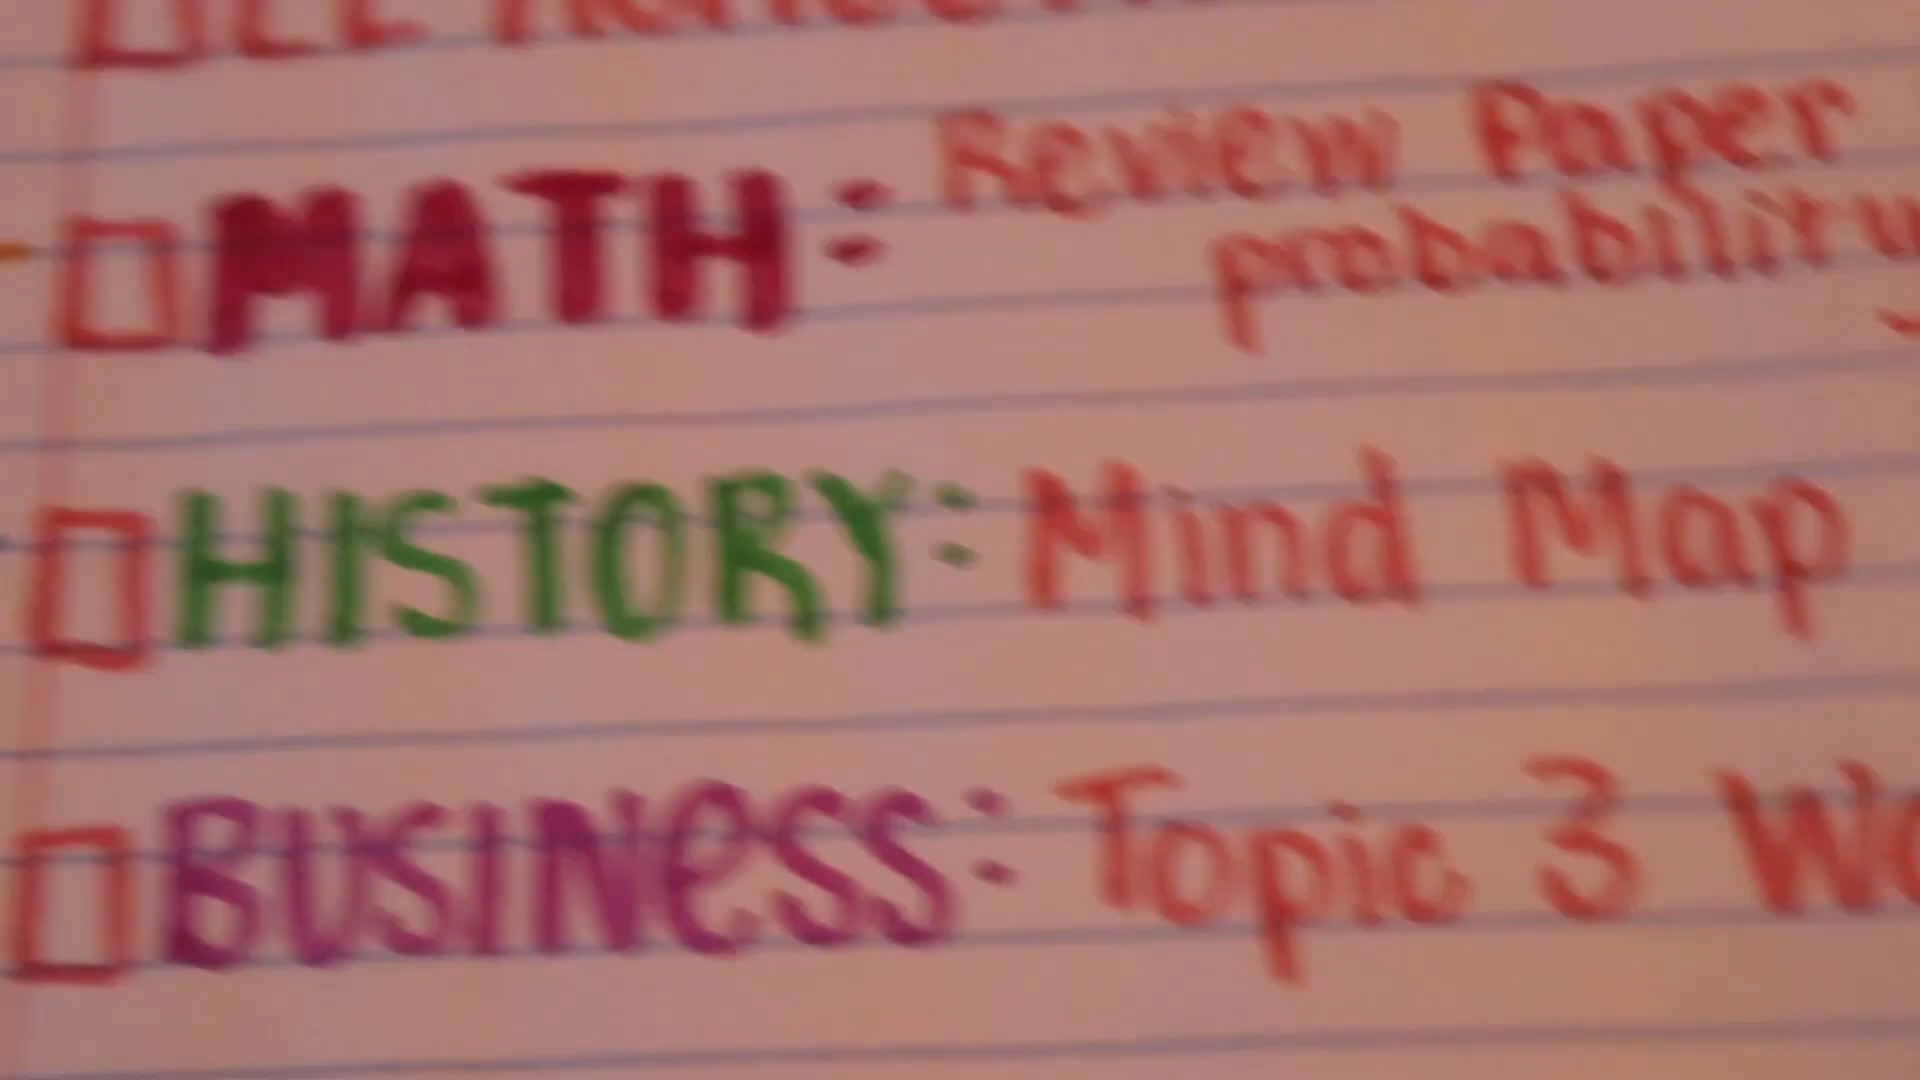 MATH: Review Paper
probability
HISTORY: Mind Map
BUSINESS: Topic 3